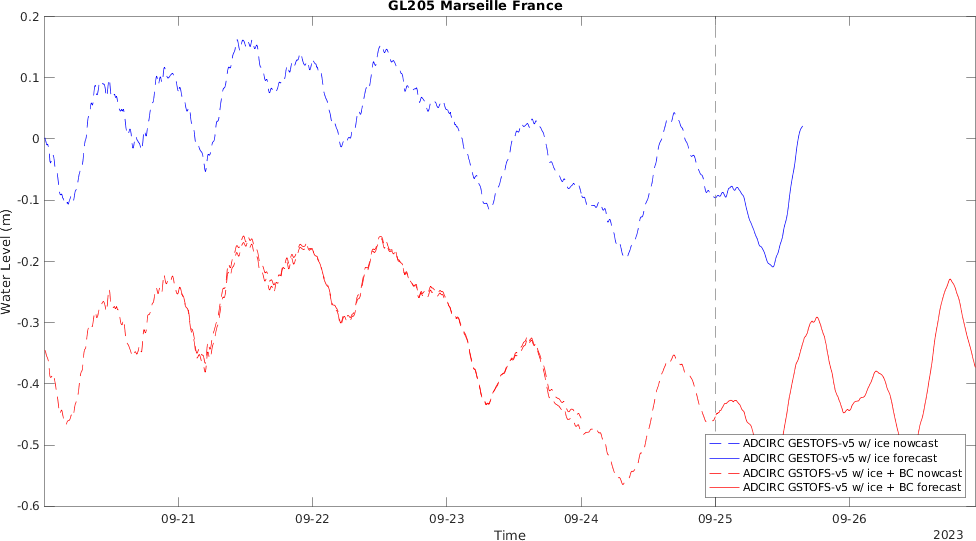 GL205 Marseille France
0.2
0.1
0
-0.1
-0.2
-0.3
-0.4
-0.5
-0.6
Water Level (m)
09-21
09-22
09-23
09-24
09-25
09-26
Time
2023
ADCIRC GESTOFS-v5 w/ ice nowcast
ADCIRC GESTOFS-v5 w/ ice forecast
ADCIRC GSTOFS-v5 w/ ice + BC nowcast
ADCIRC GSTOFS-v5 w/ ice + BC forecast